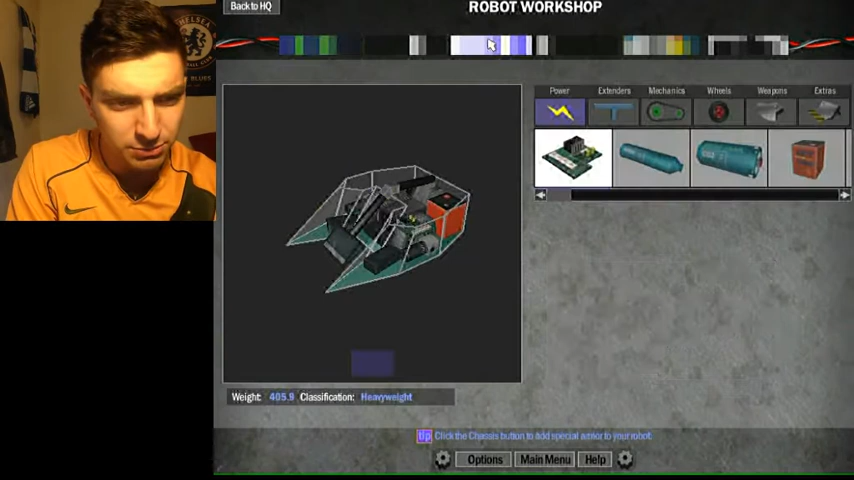 Back to HQ
ROBOT WORKSHOP
Power Extenders Mechanics Wheels Weapons Extras
Weight: 405.9 Classification: Heavyweight
tip Click the Chassis button to add special armor to your robot.
Options Main Menu Help